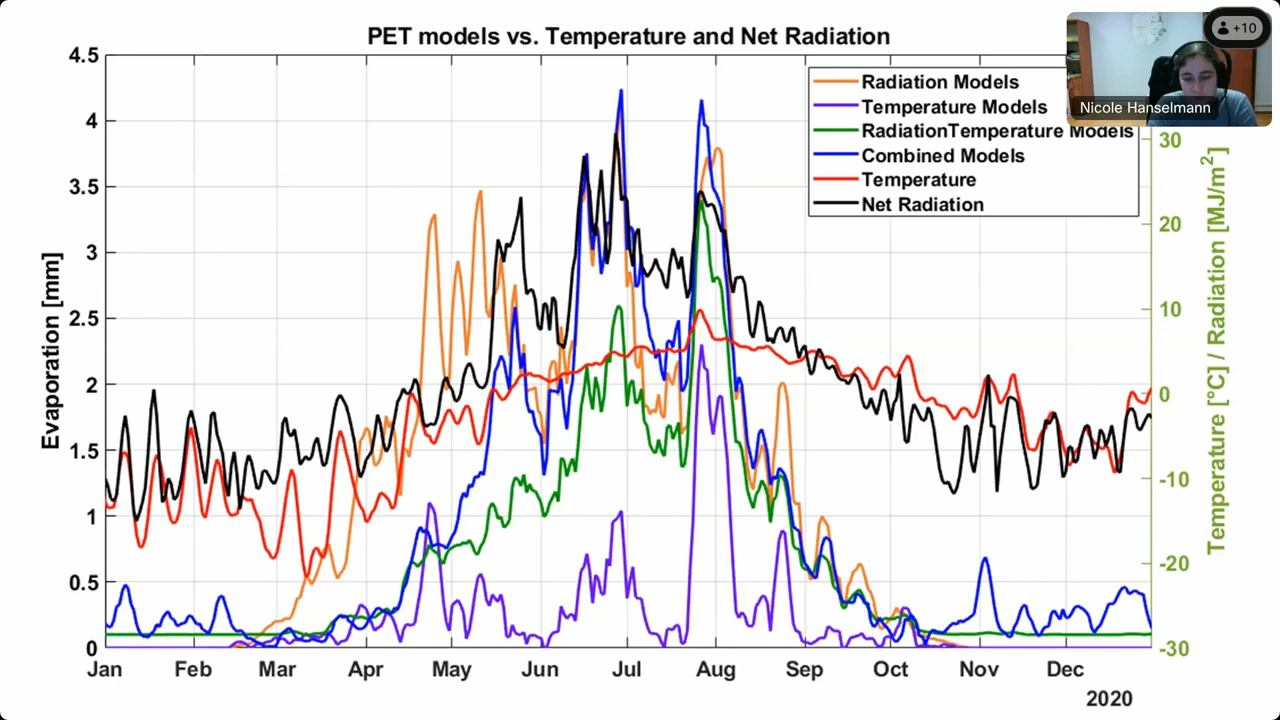 PET models vs. Temperature and Net Radiation
+10
Nicole Hanselmann
Radiation Models
Temperature Models
RadiationTemperature Models
Combined Models
Temperature
Net Radiation
Evaporation [mm]
4.5
4
3.5
3
2.5
2
1.5
1
0.5
0
30
20
10
0
-10
-20
-30
Temperature [°C] / Radiation [MJ/m²]
Jan Feb Mar Apr May Jun Jul Aug Sep Oct Nov Dec
2020